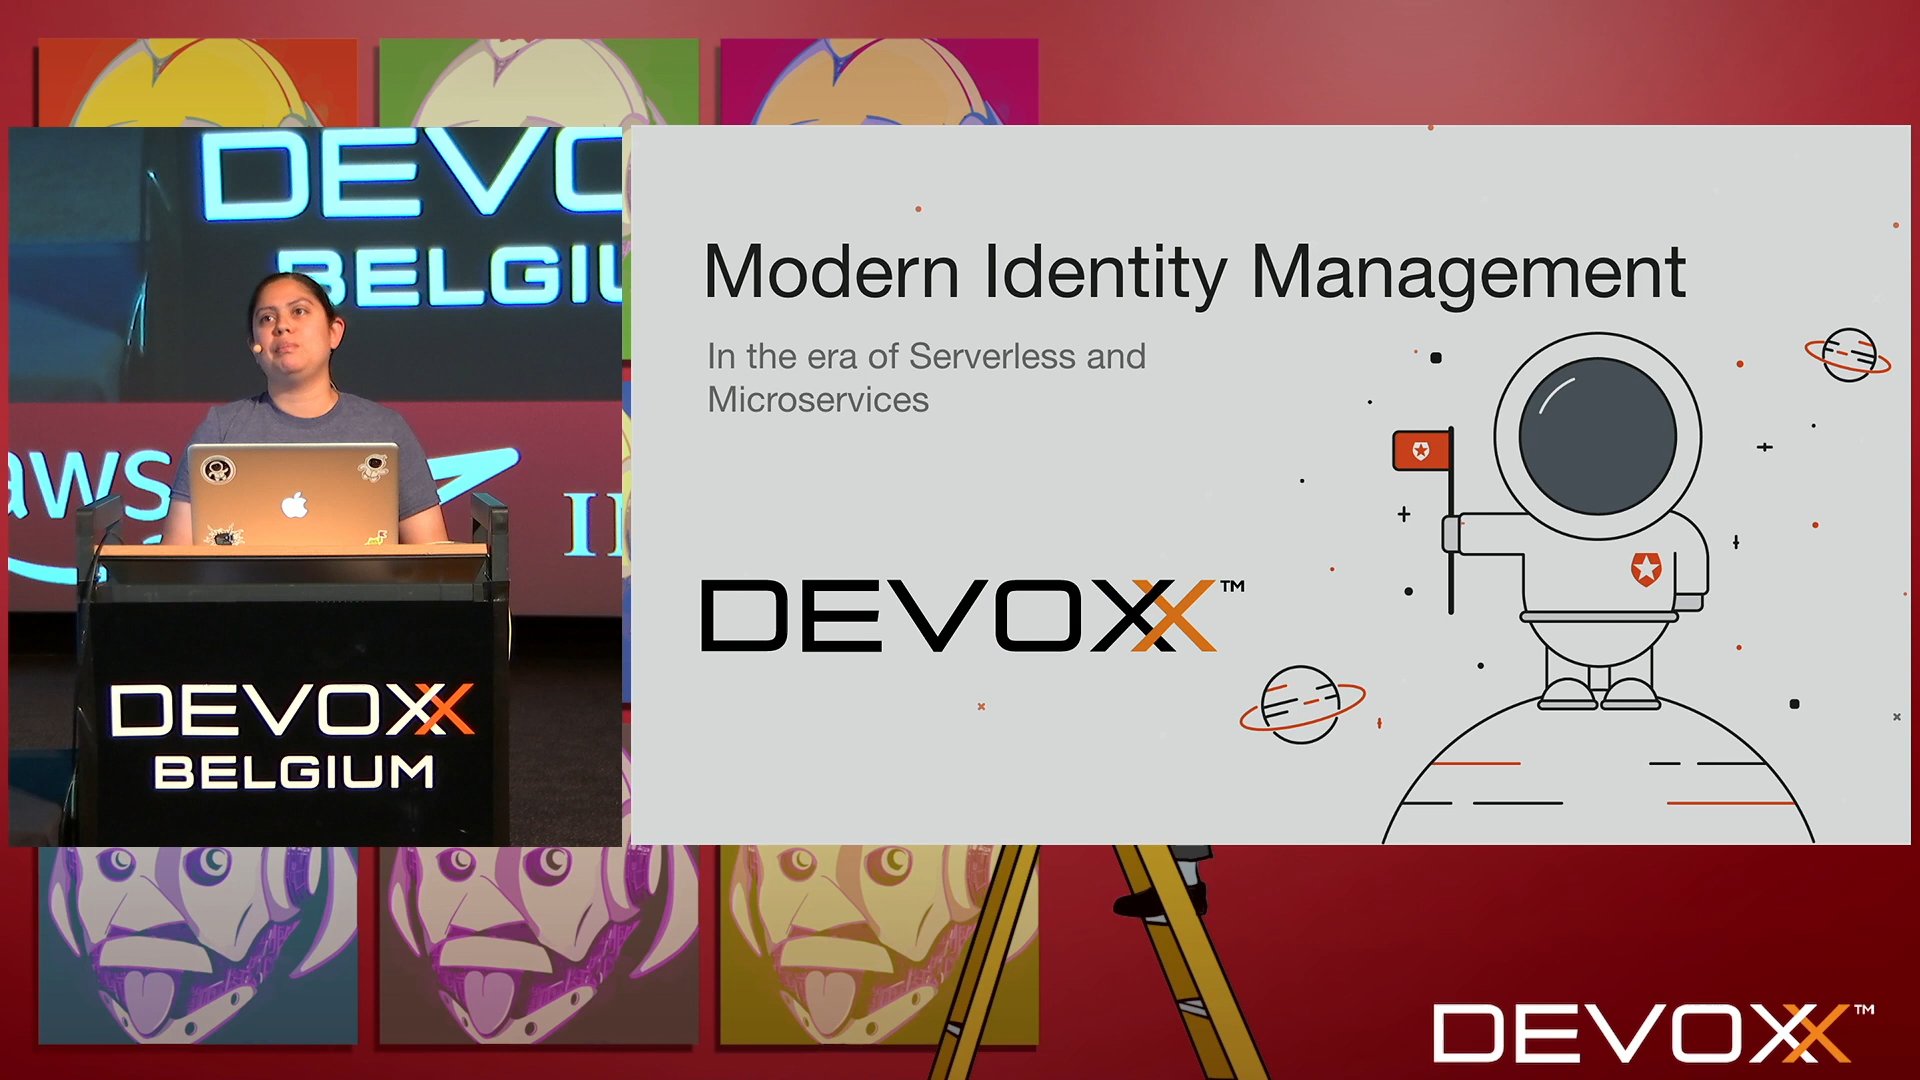 DEVO
BELGIU
aws
DEVOXX
BELGIUM
Modern Identity Management
In the era of Serverless and
Microservices
DEVOXX™
DEVOXX™